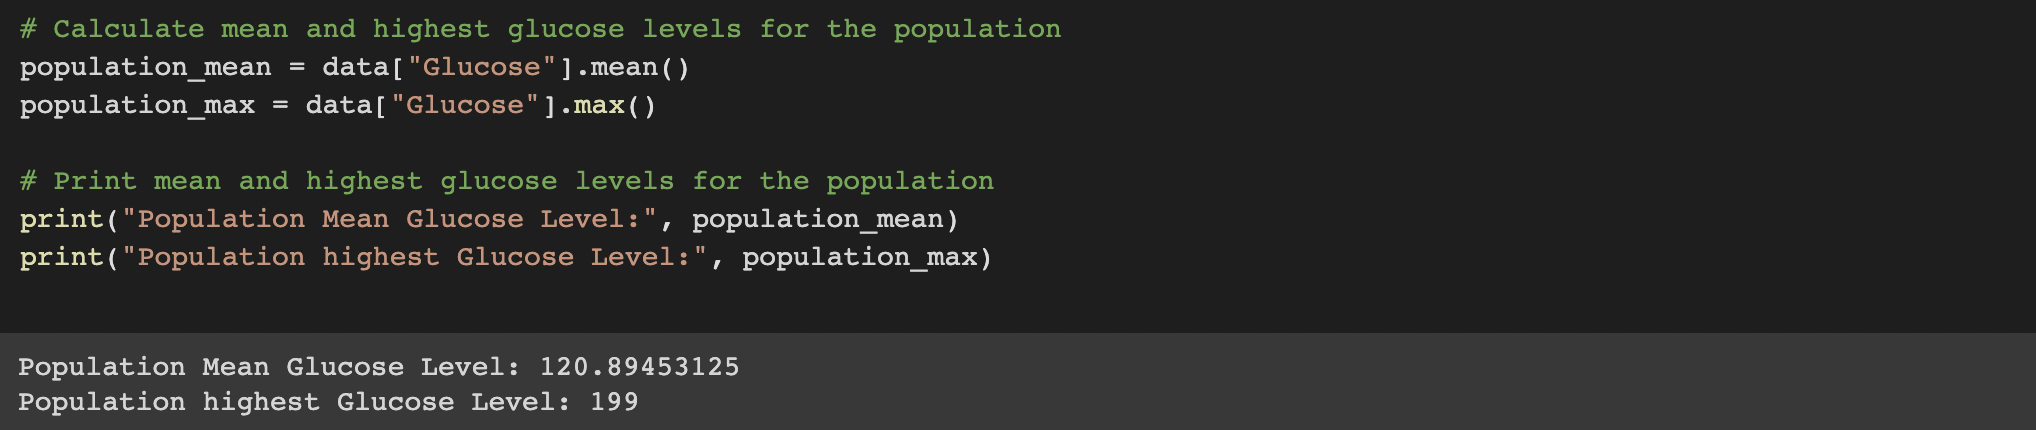 # Calculate mean and highest glucose levels for the population
population_mean = data["Glucose"].mean()
population_max = data["Glucose"].max()
# Print mean and highest glucose levels for the population
print("Population Mean Glucose Level:", population_mean)
print("Population highest Glucose Level:", population_max)
Population Mean Glucose Level: 120.89453125
Population highest Glucose Level: 199